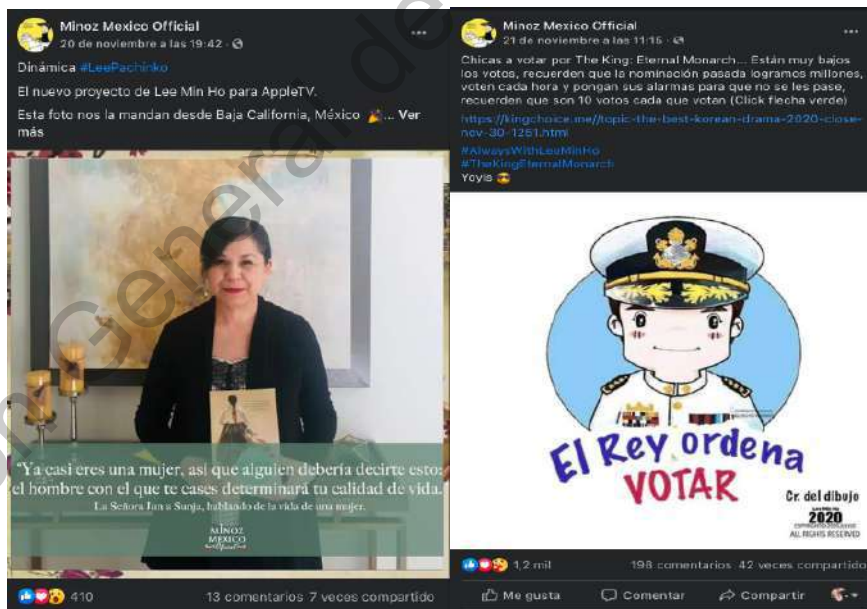 Minoz Mexico Official
20 de noviembre a las 19:42 ·
Dinámica #LeePachinko
El nuevo proyecto de Lee Min Ho para AppleTV.
Esta foto nos la mandan desde Baja California, México 🎉... Ver
más
"Ya casi eres una mujer, así que alguien debería decirte esto:
el hombre con el que te cases determinará tu calidad de vida.
La Señora Jun a Sunja, hablando de la vida de una mujer.
MINOZ
MEXICO
410
13 comentarios 7 veces compartido
Minoz Mexico Official
21 de noviembre a las 11:15 ·
Chicas a votar por The King: Eternal Monarch... Están muy bajos
los votos, recuerden que la nominación pasada logramos millones,
voten cada hora y pongan sus alarmas para que no se les pase,
recuerden que son 10 votos cada que votan (Click flecha verde)
https://kingchoice.me//topic-the-best-korean-drama-2020-close-
nov-30-1261.html
#AlwaysWithLeeMinHo
#TheKingEternalMonarch
Yoyis 😎
El Rey ordena
VOTAR
Cr. del dibujo
2020
ALL RIGHTS RESERVED
1,2 mil
198 comentarios 42 veces compartido
Me gusta
Comentar
Compartir
General de